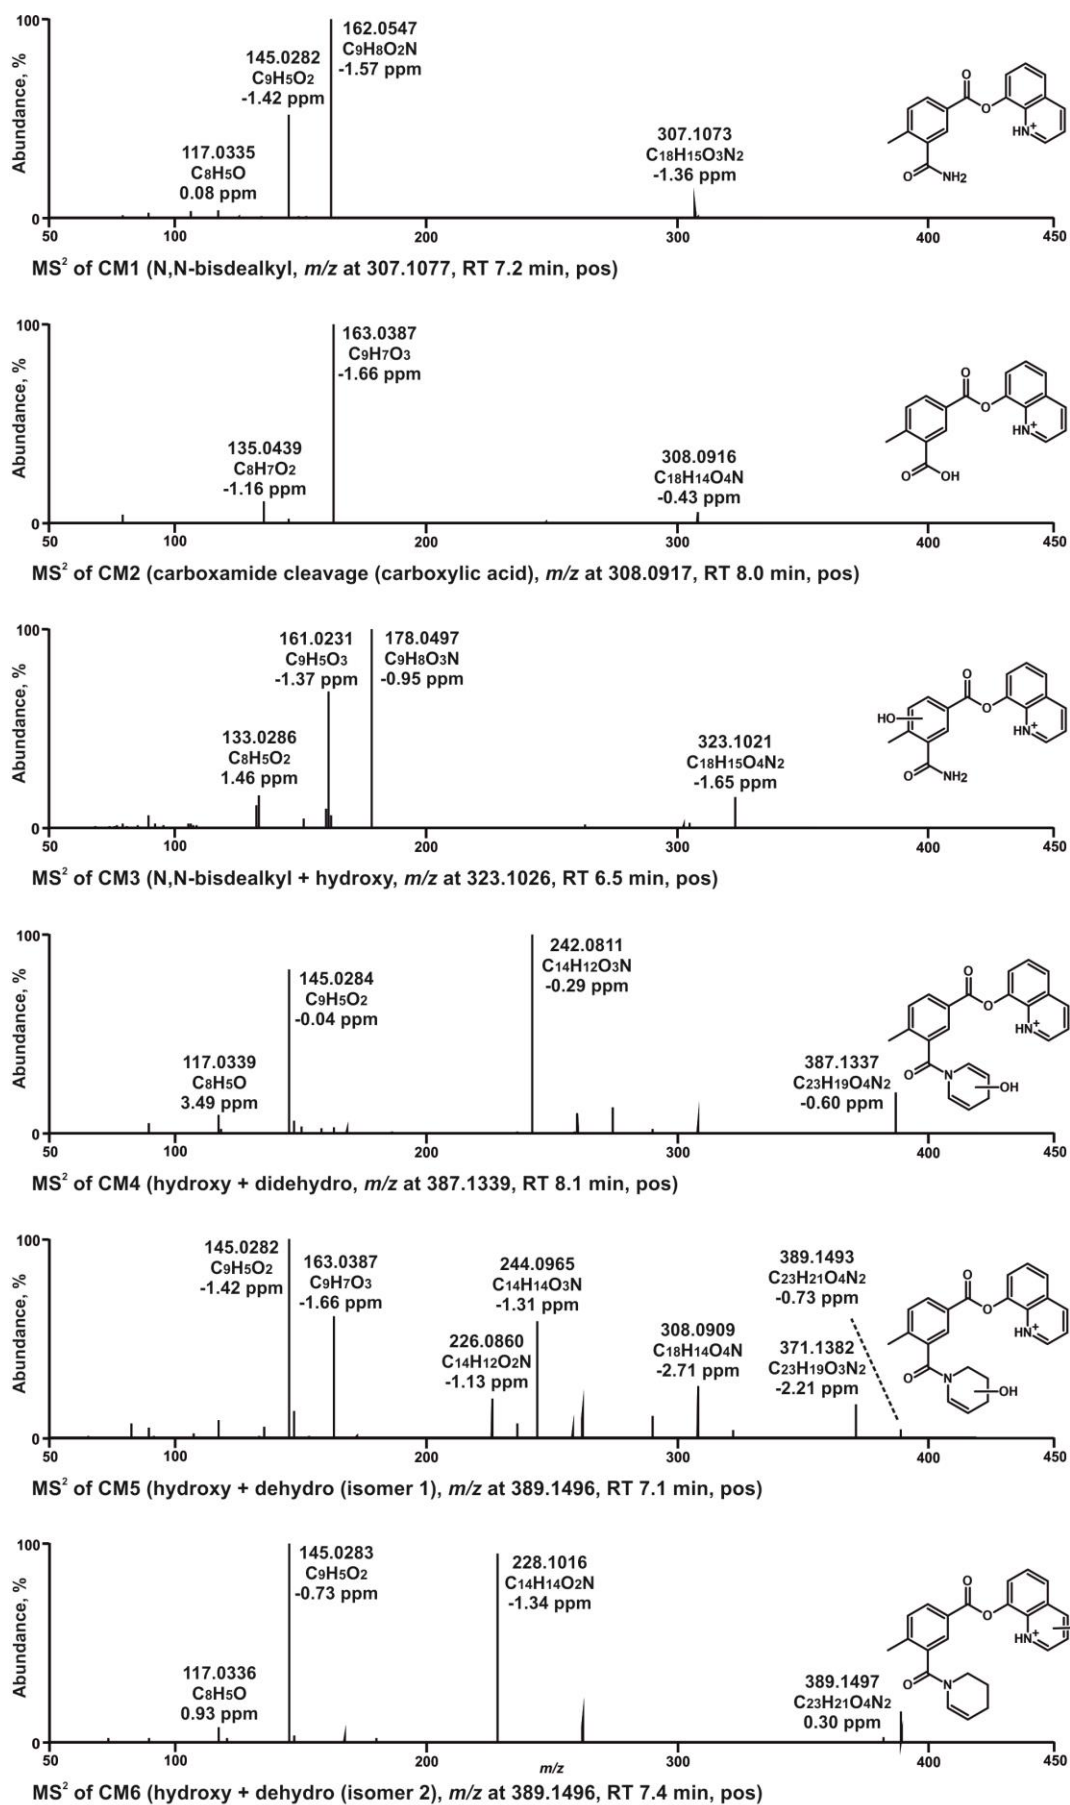 Abundance, %
100
0
162.0547
C9H8O2N
-1.57 ppm
145.0282
C9H5O2
-1.42 ppm
117.0335
C8H5O
0.08 ppm
307.1073
C18H15O3N2
-1.36 ppm
O
O
HN+
O
NH2
50 100 200 300 400 450
MS2 of CM1 (N,N-bisdealkyl, m/z at 307.1077, RT 7.2 min, pos)
Abundance, %
100
0
163.0387
C9H7O3
-1.66 ppm
135.0439
C8H7O2
-1.16 ppm
308.0916
C18H14O4N
-0.43 ppm
O
O
HN+
O
OH
50 100 200 300 400 450
MS2 of CM2 (carboxamide cleavage (carboxylic acid), m/z at 308.0917, RT 8.0 min, pos)
Abundance, %
100
0
161.0231
C9H5O3
-1.37 ppm
178.0497
C9H8O3N
-0.95 ppm
133.0286
C8H5O2
1.46 ppm
323.1021
C18H15O4N2
-1.65 ppm
O
O
HO
HN+
O
NH2
50 100 200 300 400 450
MS2 of CM3 (N,N-bisdealkyl + hydroxy, m/z at 323.1026, RT 6.5 min, pos)
Abundance, %
100
0
242.0811
C14H12O3N
-0.29 ppm
145.0284
C9H5O2
-0.04 ppm
117.0339
C8H5O
3.49 ppm
387.1337
C23H19O4N2
-0.60 ppm
O
O
HN+
O
N
OH
50 100 200 300 400 450
MS2 of CM4 (hydroxy + didehydro, m/z at 387.1339, RT 8.1 min, pos)
Abundance, %
100
0
145.0282
C9H5O2
-1.42 ppm
163.0387
C9H7O3
-1.66 ppm
244.0965
C14H14O3N
-1.31 ppm
226.0860
C14H12O2N
-1.13 ppm
308.0909
C18H14O4N
-2.71 ppm
389.1493
C23H21O4N2
-0.73 ppm
371.1382
C23H19O3N2
-2.21 ppm
O
O
HN+
O
N
OH
50 100 200 300 400 450
MS2 of CM5 (hydroxy + dehydro (isomer 1), m/z at 389.1496, RT 7.1 min, pos)
Abundance, %
100
0
145.0283
C9H5O2
-0.73 ppm
228.1016
C14H14O2N
-1.34 ppm
117.0336
C8H5O
0.93 ppm
389.1497
C23H21O4N2
0.30 ppm
O
O
HN+
O
N
50 100 200 300 400 450
m/z
MS2 of CM6 (hydroxy + dehydro (isomer 2), m/z at 389.1496, RT 7.4 min, pos)